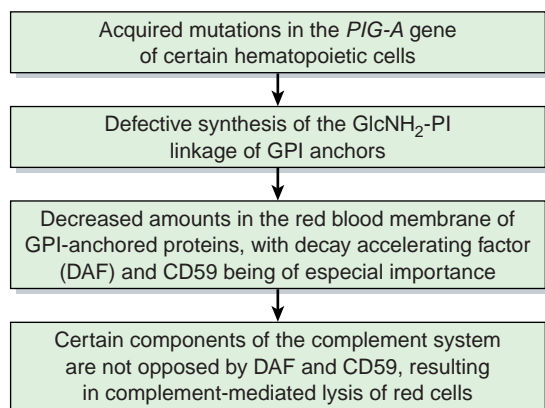 Acquired mutations in the PIG-A gene
of certain hematopoietic cells
Defective synthesis of the GlcNH₂-PI
linkage of GPI anchors
Decreased amounts in the red blood membrane of
GPI-anchored proteins, with decay accelerating factor
(DAF) and CD59 being of especial importance
Certain components of the complement system
are not opposed by DAF and CD59, resulting
in complement-mediated lysis of red cells